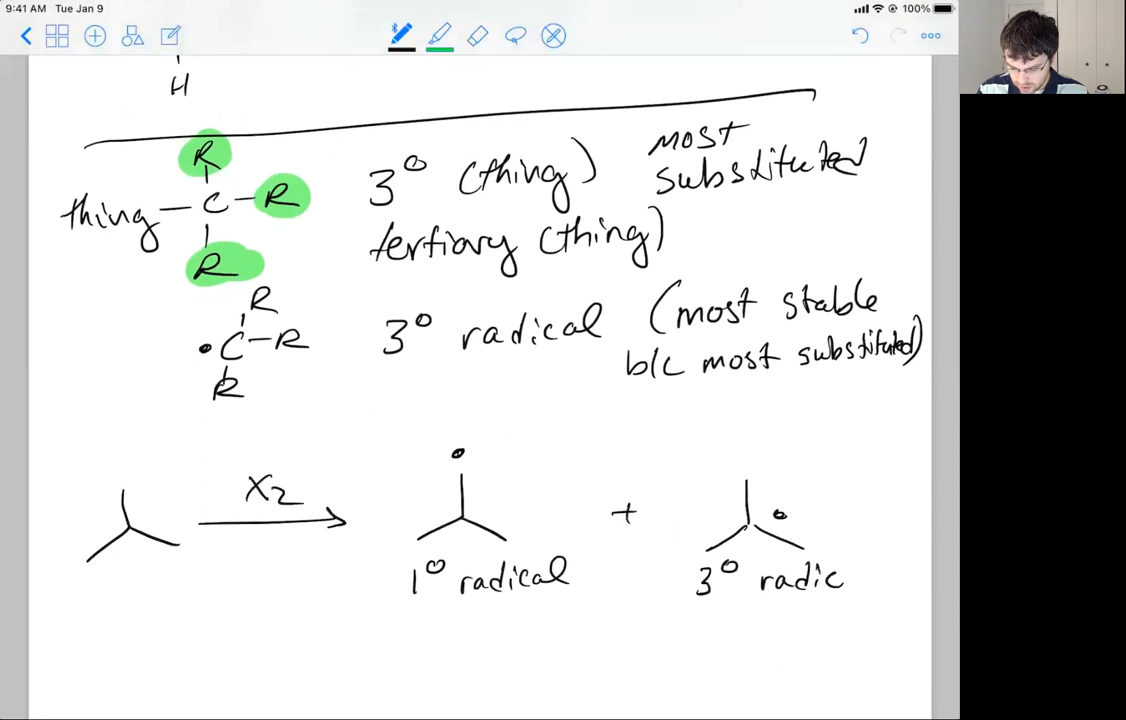 9:41 AM Tue Jan 9
100%
H
R
thing—C—R
R
3° (thing) most substituted
tertiary (thing)
R
•C—R
R
3° radical (most stable
b/c most substituted)
X2
+
1° radical
3° radic